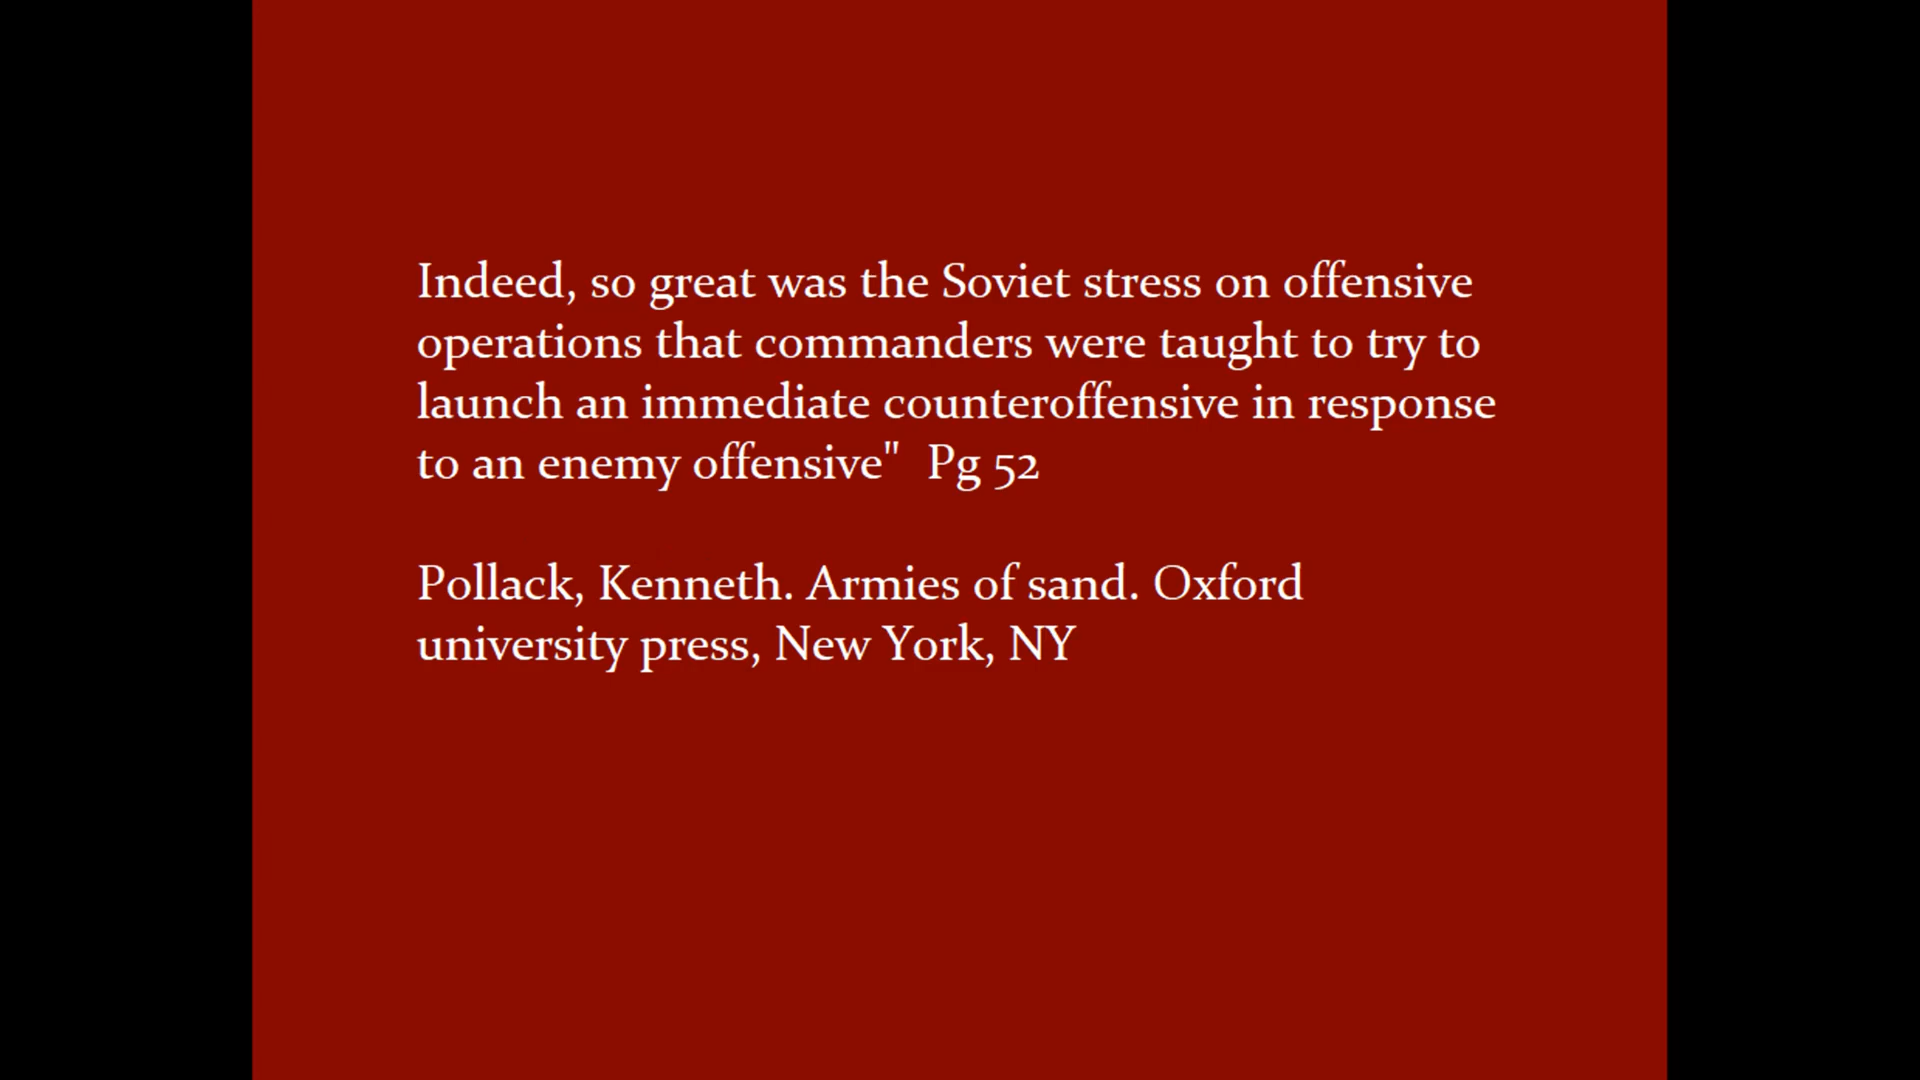 Indeed, so great was the Soviet stress on offensive
operations that commanders were taught to try to
launch an immediate counteroffensive in response
to an enemy offensive"  Pg 52
Pollack, Kenneth. Armies of sand. Oxford
university press, New York, NY